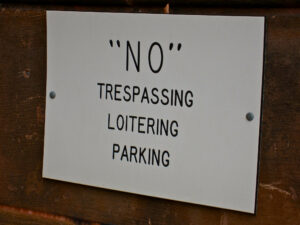 "NO"
TRESPASSING
LOITERING
PARKING